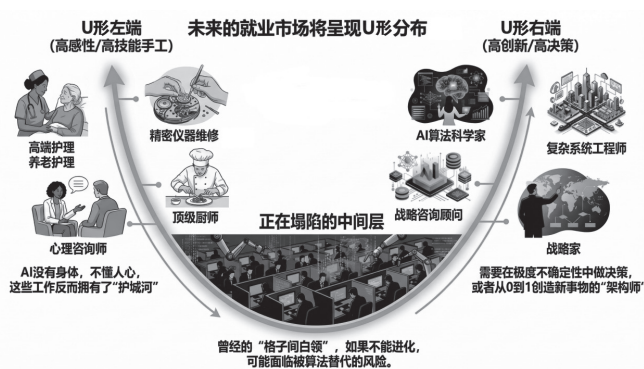 未来的就业市场将呈现U形分布
U形左端
(高感性/高技能手工)
U形右端
(高创新/高决策)
高端护理
养老护理
精密仪器维修
心理咨询师
顶级厨师
AI没有身体，不懂人心，
这些工作反而拥有了“护城河”
正在塌陷的中间层
曾经的“格子间白领”，如果不能进化，
可能面临被算法替代的风险。
AI算法科学家
复杂系统工程师
战略咨询顾问
战略家
需要在极度不确定性中做决策，
或者从0到1创造新事物的“架构师”